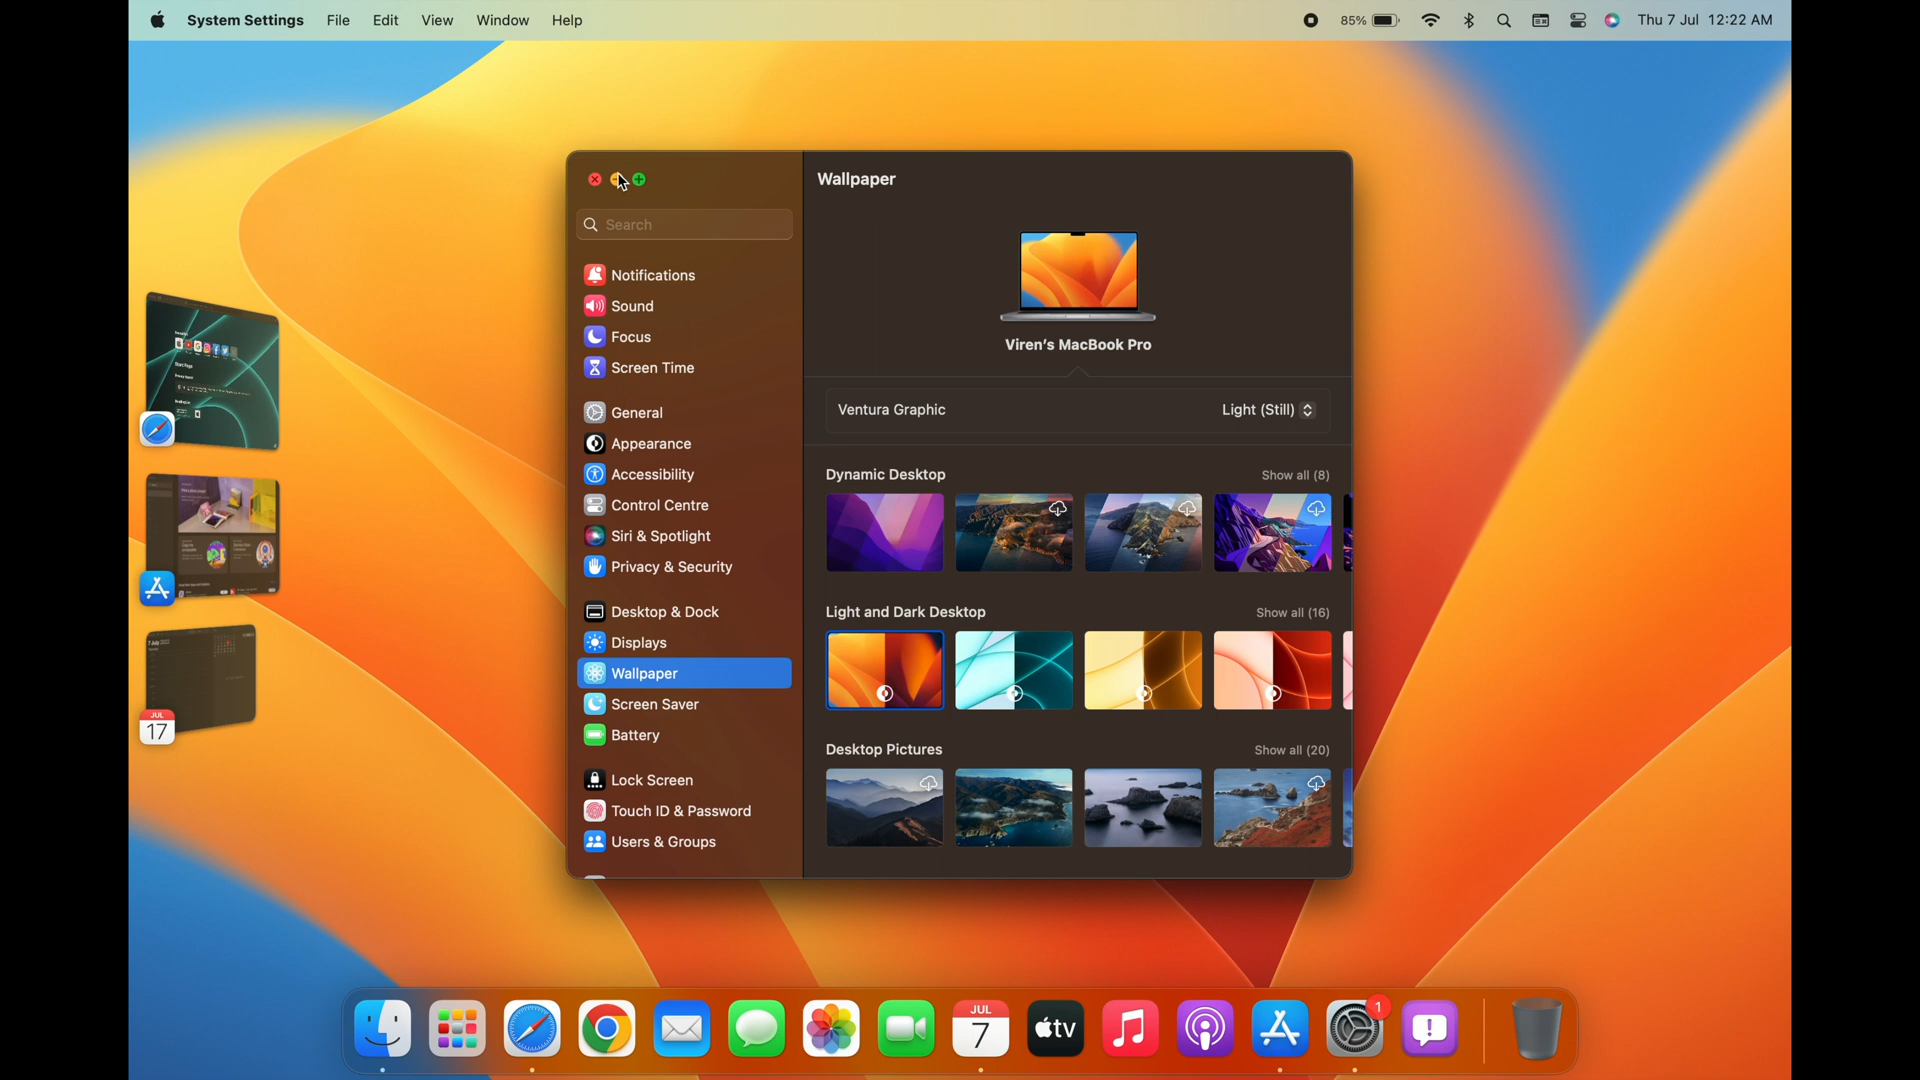 System Settings File Edit View Window Help 85% Thu 7 Jul 12:22 AM
Wallpaper
Search
Notifications
Sound
Focus
Screen Time
General
Appearance
Accessibility
Control Centre
Siri & Spotlight
Privacy & Security
Desktop & Dock
Displays
Wallpaper
Screen Saver
Battery
Lock Screen
Touch ID & Password
Users & Groups
Viren's MacBook Pro
Ventura Graphic Light (Still)
Dynamic Desktop Show all (8)
Light and Dark Desktop Show all (16)
Desktop Pictures Show all (20)
JUL
17
JUL
7
tv
1